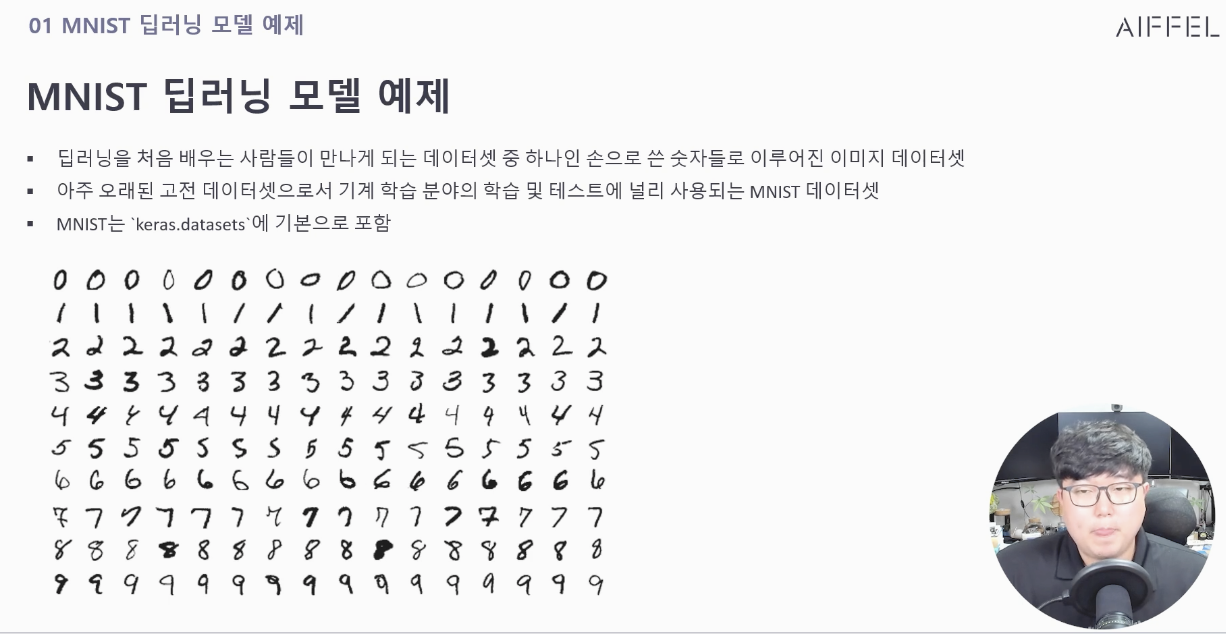 01 MNIST 딥러닝 모델 예제
AIFFEL
MNIST 딥러닝 모델 예제
▪ 딥러닝을 처음 배우는 사람들이 만나게 되는 데이터셋 중 하나인 손으로 쓴 숫자들로 이루어진 이미지 데이터셋
▪ 아주 오래된 고전 데이터셋으로서 기계 학습 분야의 학습 및 테스트에 널리 사용되는 MNIST 데이터셋
▪ MNIST는 `keras.datasets`에 기본으로 포함
0 0 0 0 0 0 0 0 0 0 0 0 0 0 0 0
1 1 1 1 1 1 1 1 1 1 1 1 1 1 1 1
2 2 2 2 2 2 2 2 2 2 2 2 2 2 2 2
3 3 3 3 3 3 3 3 3 3 3 3 3 3 3 3
4 4 4 4 4 4 4 4 4 4 4 4 4 4 4 4
5 5 5 5 5 5 5 5 5 5 5 5 5 5 5 5
6 6 6 6 6 6 6 6 6 6 6 6 6 6 6 6
7 7 7 7 7 7 7 7 7 7 7 7 7 7 7 7
8 8 8 8 8 8 8 8 8 8 8 8 8 8 8 8
9 9 9 9 9 9 9 9 9 9 9 9 9 9 9 9